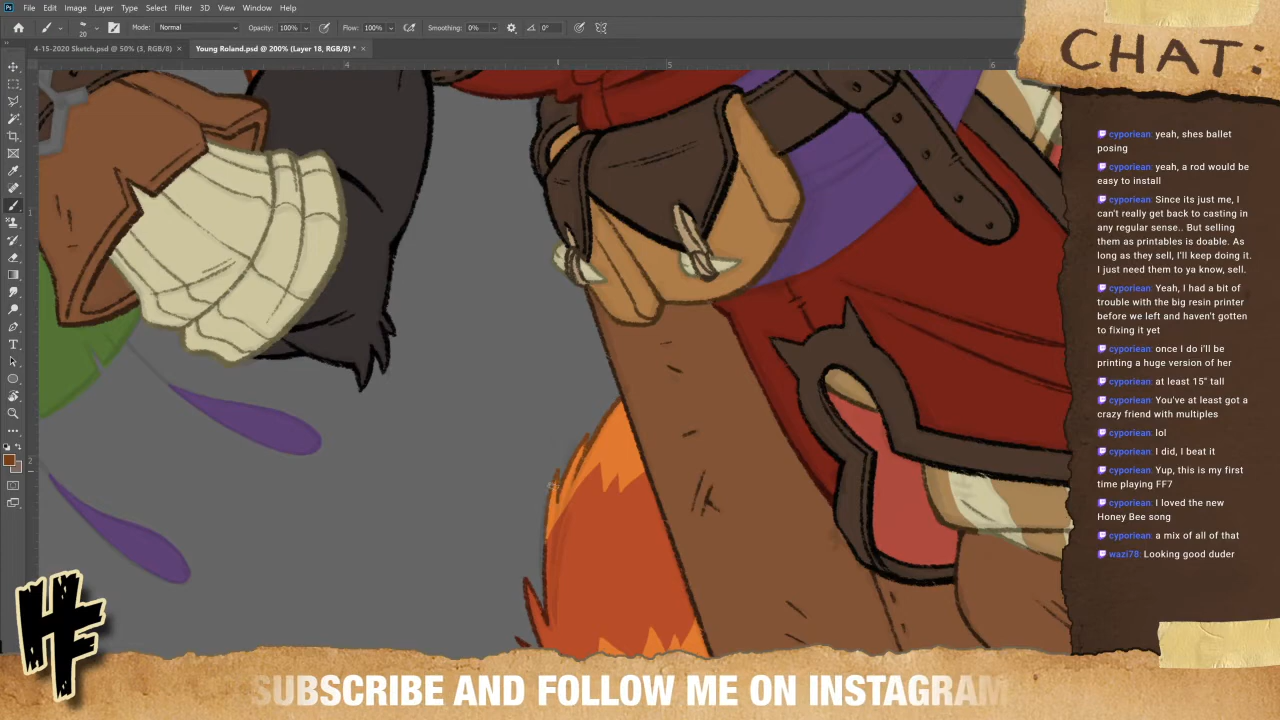 File Edit Image Layer Type Select Filter 3D View Window Help
20 Mode: Normal Opacity: 100% Flow: 100% Smoothing: 0% 0°
4-15-2020 Sketch.psd @ 50% (3, RGB/8) × Young Roland.psd @ 200% (Layer 18, RGB/8) * ×
4 5 6
1
2
CHAT:
cyporiean: yeah, shes ballet
posing
cyporiean: yeah, a rod would be
easy to install
cyporiean: Since its just me, I
can't really get back to casting in
any regular sense.. But selling
them as printables is doable. As
long as they sell, I'll keep doing it.
I just need them to ya know, sell.
cyporiean: Yeah, I had a bit of
trouble with the big resin printer
before we left and haven't gotten
to fixing it yet
cyporiean: once I do i'll be
printing a huge version of her
cyporiean: at least 15" tall
cyporiean: You've at least got a
crazy friend with multiples
cyporiean: lol
cyporiean: I did, I beat it
cyporiean: Yup, this is my first
time playing FF7
cyporiean: I loved the new
Honey Bee song
cyporiean: a mix of all of that
wazi78: Looking good duder
HF
SUBSCRIBE AND FOLLOW ME ON INSTAGRAM